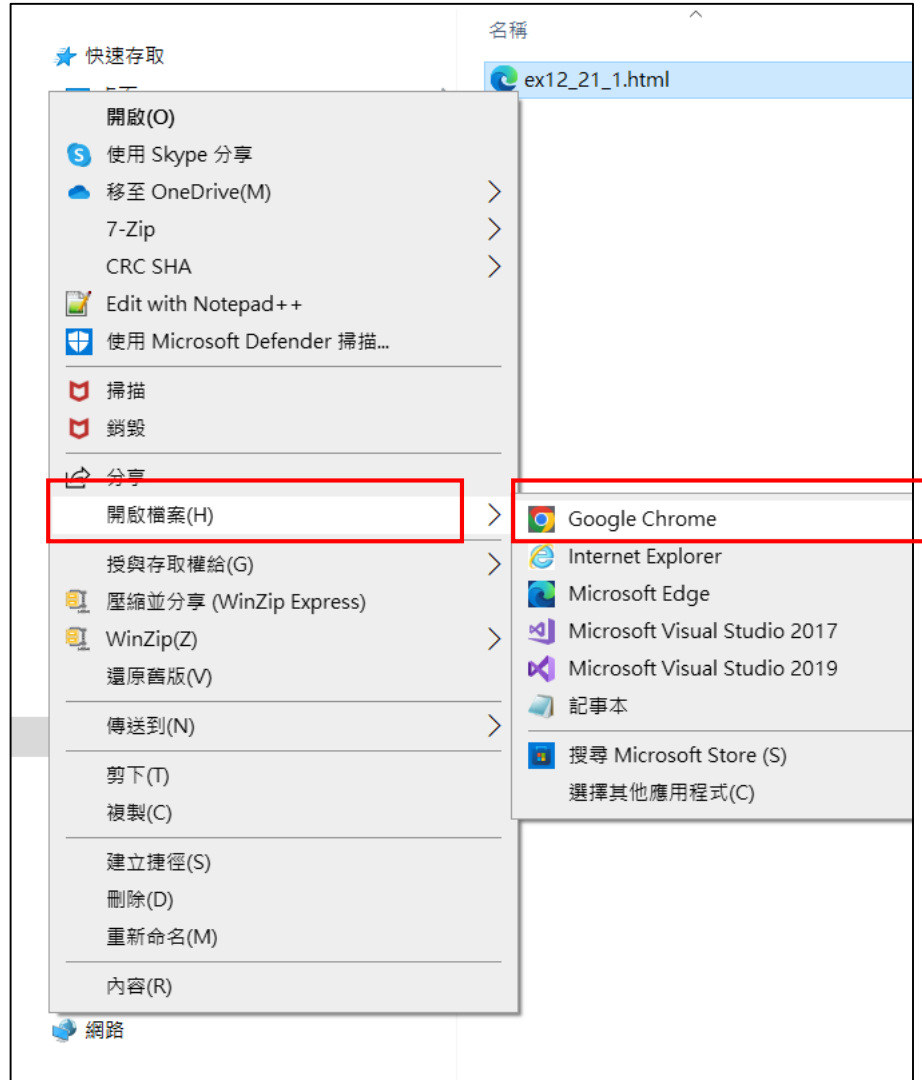 名稱
快速存取
ex12_21_1.html
開啟(O)
使用 Skype 分享
移至 OneDrive(M)
7-Zip
CRC SHA
Edit with Notepad++
使用 Microsoft Defender 掃描...
掃描
銷毀
分享
開啟檔案(H)
Google Chrome
Internet Explorer
Microsoft Edge
Microsoft Visual Studio 2017
Microsoft Visual Studio 2019
記事本
搜尋 Microsoft Store (S)
選擇其他應用程式(C)
授與存取權給(G)
壓縮並分享 (WinZip Express)
WinZip(Z)
還原舊版(V)
傳送到(N)
剪下(T)
複製(C)
建立捷徑(S)
刪除(D)
重新命名(M)
內容(R)
網路